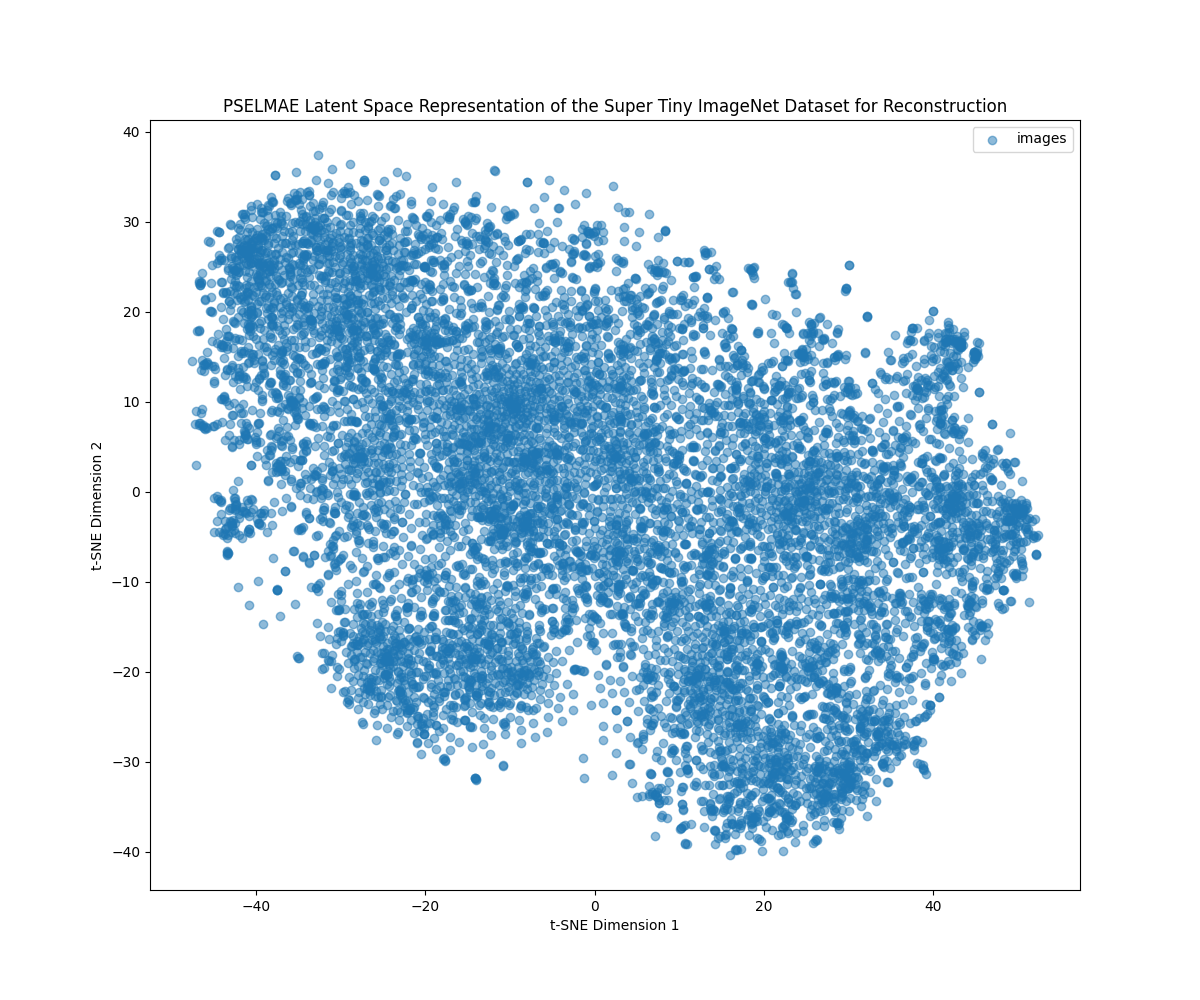 PSELMAE Latent Space Representation of the Super Tiny ImageNet Dataset for Reconstruction
images
40
30
20
10
0
−10
−20
−30
−40
t-SNE Dimension 2
−40 −20 0 20 40
t-SNE Dimension 1